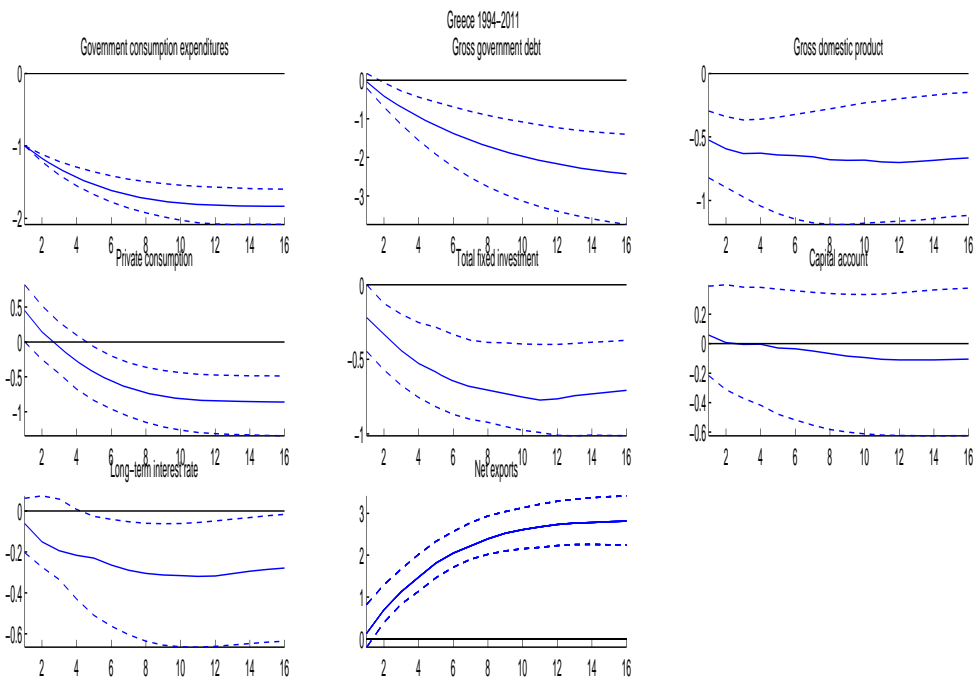 Greece 1994−2011
Government consumption expenditures
Gross government debt
Gross domestic product
0
−1
−2
2 4 6 8 10 12 14 16
0
−1
−2
−3
2 4 6 8 10 12 14 16
0
−0.5
−1
2 4 6 8 10 12 14 16
Private consumption
Total fixed investment
Capital account
0.5
0
−0.5
−1
2 4 6 8 10 12 14 16
0
−0.5
−1
2 4 6 8 10 12 14 16
0.2
0
−0.2
−0.4
−0.6
2 4 6 8 10 12 14 16
Long−term interest rate
Net exports
0
−0.2
−0.4
−0.6
2 4 6 8 10 12 14 16
3
2
1
0
2 4 6 8 10 12 14 16